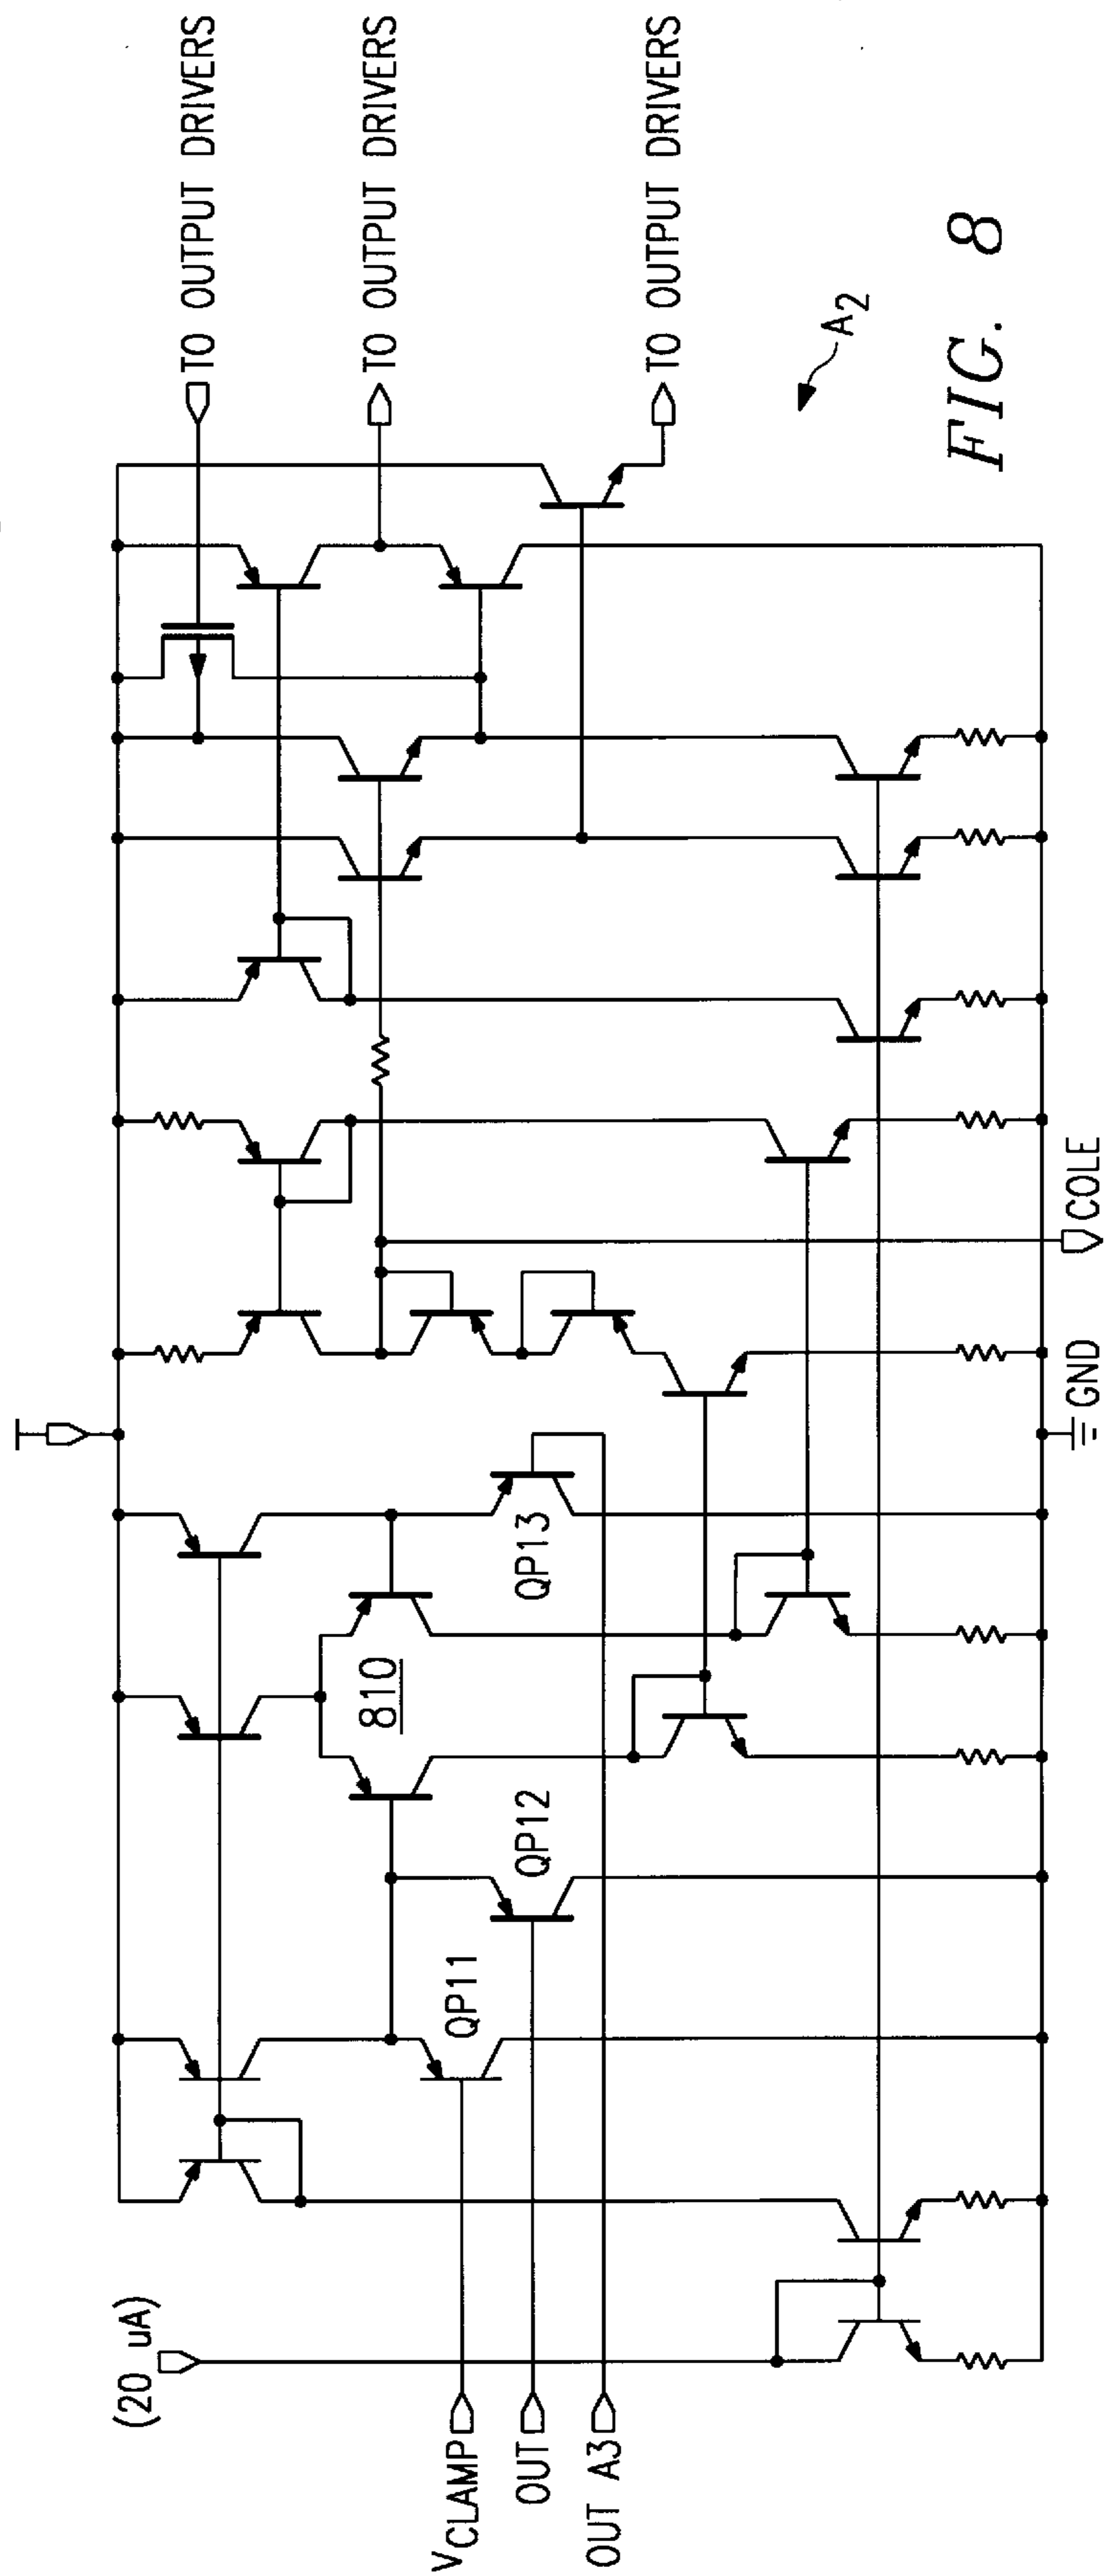 (20 uA)
VCLAMP
OUT
OUT A3
QP11
QP12
810
QP13
GND
COLE
TO OUTPUT DRIVERS
TO OUTPUT DRIVERS
TO OUTPUT DRIVERS
A2
FIG. 8